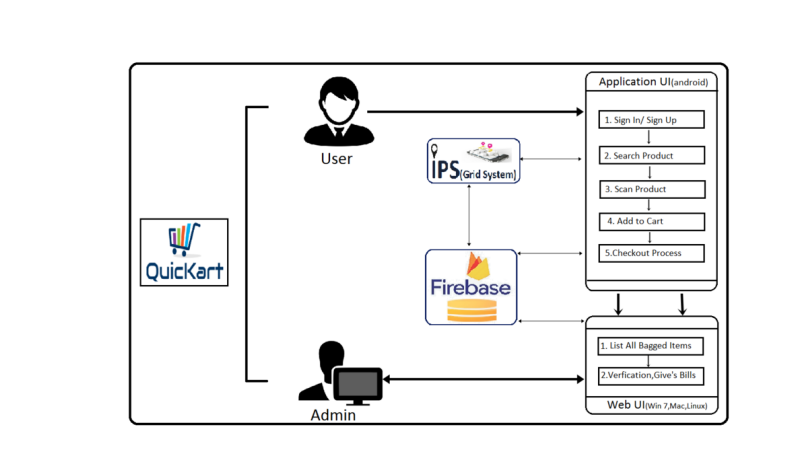 Application UI(android)
1. Sign In/ Sign Up
2. Search Product
3. Scan Product
4. Add to Cart
5.Checkout Process
User
IPS(Grid System)
QuicKart
Firebase
1. List All Bagged Items
2.Verfication,Give's Bills
Web UI(Win 7,Mac,Linux)
Admin